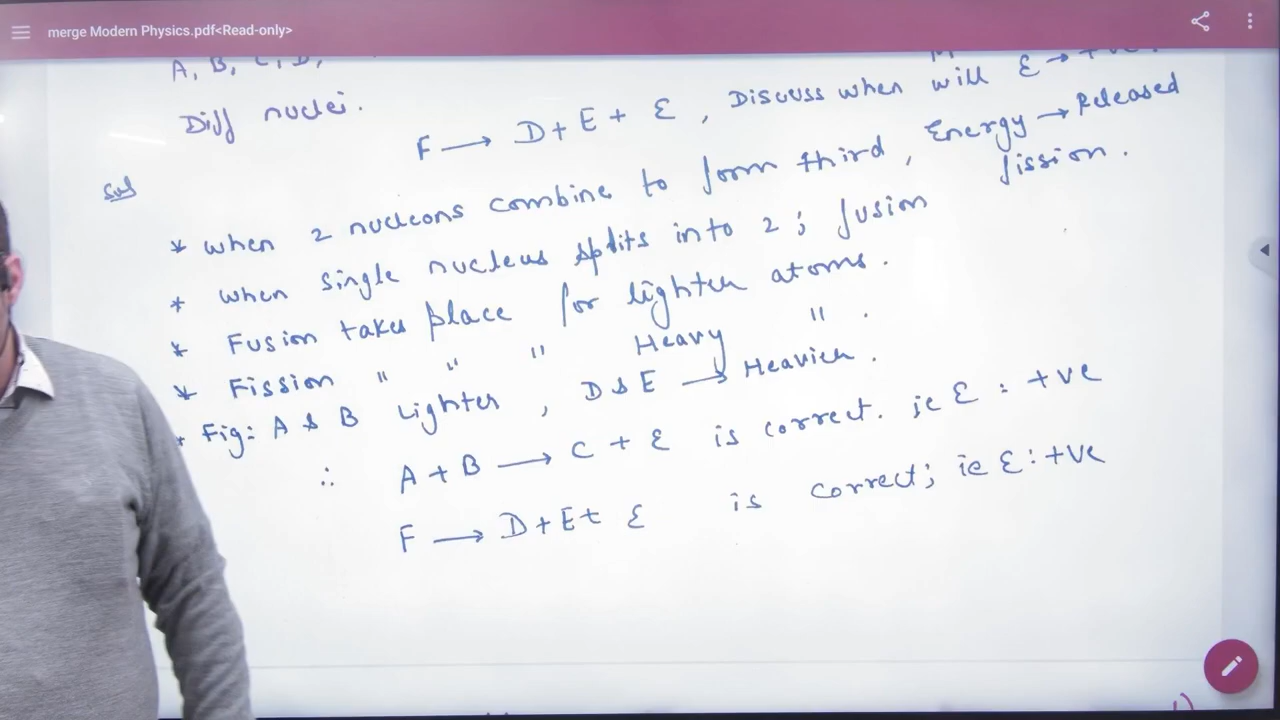 merge Modern Physics.pdf<Read-only>
A, B, C, D,
Diff nuclei.
F → D + E + ε, Discuss when will ε → +ve.
Sol
* when 2 nucleons combine to form third, Energy → Released
* when single nucleus splits into 2; fusion fission.
* Fusion takes place for lighter atoms.
* Fission " " " Heavy " .
* Fig: A & B Lighter, D & E → Heavier.
∴ A + B → C + ε is correct. ie ε : +ve
F → D + E + ε is correct; ie ε : +ve